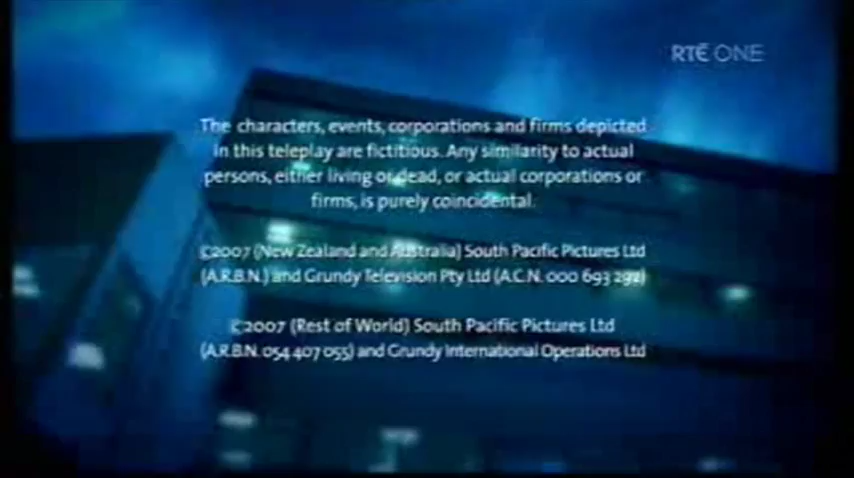 RTÉ ONE
The characters, events, corporations and firms depicted
in this teleplay are fictitious. Any similarity to actual
persons, either living or dead, or actual corporations or
firms, is purely coincidental.
©2007 (New Zealand and Australia) South Pacific Pictures Ltd
(A.R.B.N.) and Grundy Television Pty Ltd (A.C.N. 000 693 292)
©2007 (Rest of World) South Pacific Pictures Ltd
(A.R.B.N. 054 407 055) and Grundy International Operations Ltd